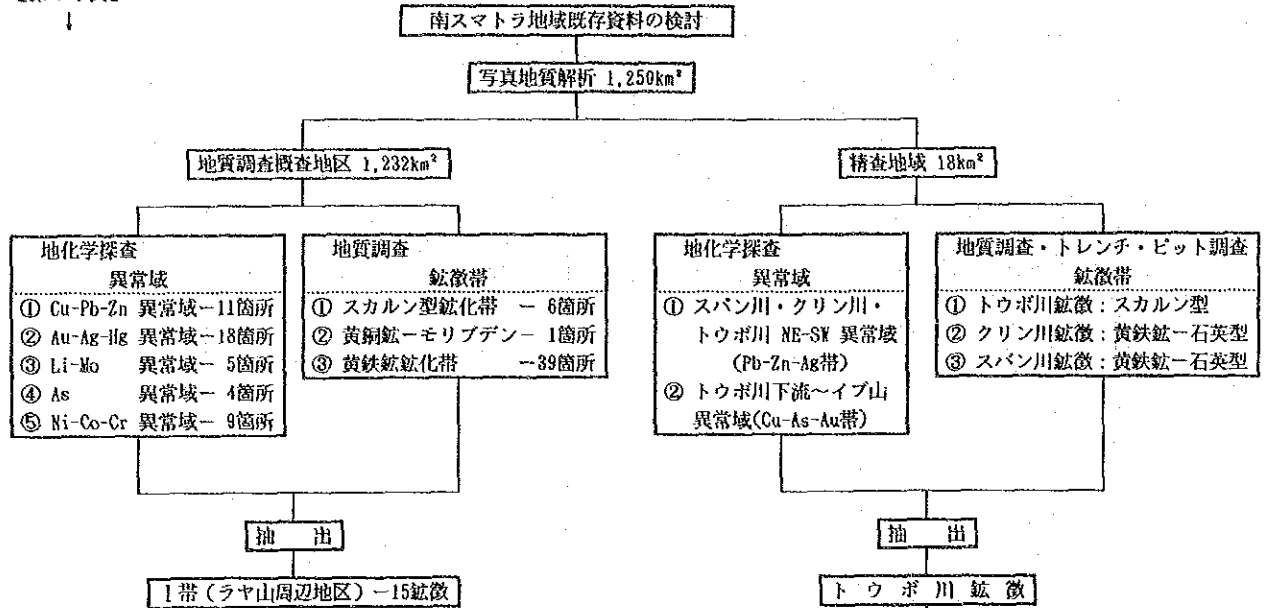 南スマトラ地域既存資料の検討
写真地質解析 1,250km²
地質調査概査地区 1,232km²
精査地域 18km²
地化学探査
異常域
① Cu-Pb-Zn 異常域－11箇所
② Au-Ag-Hg 異常域－18箇所
③ Li-Mo 異常域－ 5箇所
④ As 異常域－ 4箇所
⑤ Ni-Co-Cr 異常域－ 9箇所
地質調査
鉱徴帯
① スカルン型鉱化帯 － 6箇所
② 黄銅鉱－モリブデン－ 1箇所
③ 黄鉄鉱鉱化帯 －39箇所
地化学探査
異常域
① スバン川・クリン川・
トウボ川 NE-SW 異常域
(Pb-Zn-Ag帯)
② トウボ川下流～イブ山
異常域(Cu-As-Au帯)
地質調査・トレンチ・ピット調査
鉱徴帯
① トウボ川鉱徴：スカルン型
② クリン川鉱徴：黄鉄鉱－石英型
③ スバン川鉱徴：黄鉄鉱－石英型
抽 出
抽 出
1帯（ラヤ山周辺地区）－15鉱徴
トウボ川鉱徴